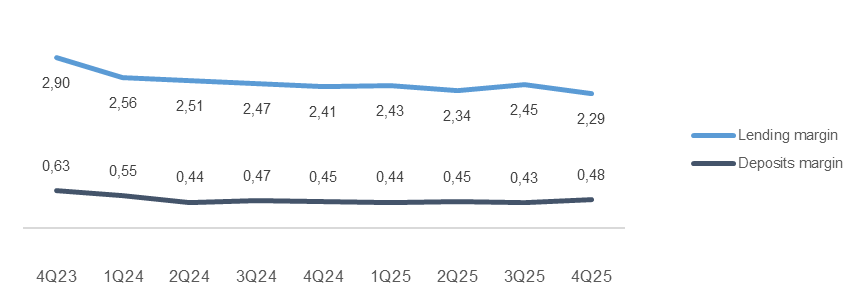 2,90 2,56 2,51 2,47 2,41 2,43 2,34 2,45 2,29
Lending margin
Deposits margin
0,63 0,55 0,44 0,47 0,45 0,44 0,45 0,43 0,48
4Q23 1Q24 2Q24 3Q24 4Q24 1Q25 2Q25 3Q25 4Q25